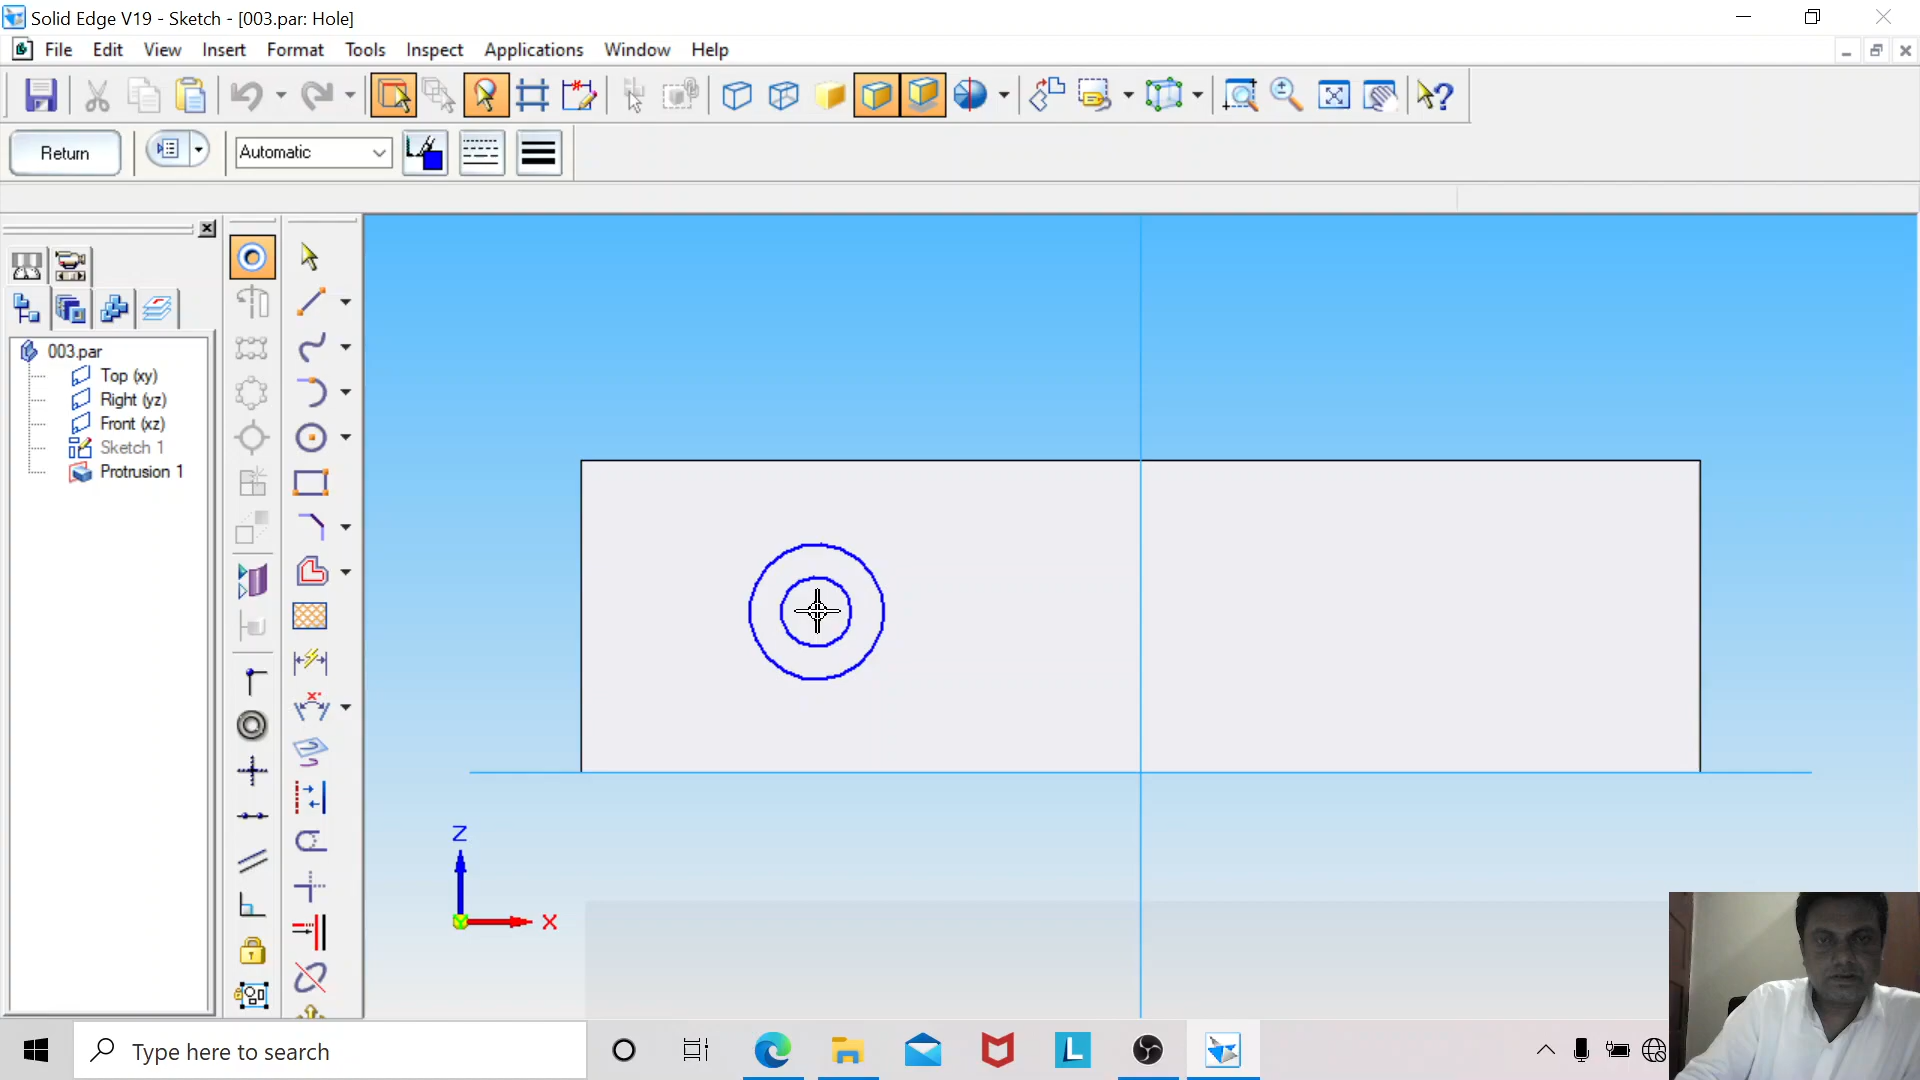 Solid Edge V19 - Sketch - [003.par: Hole]
File Edit View Insert Format Tools Inspect Applications Window Help
Return Automatic
003.par
Top (xy)
Right (yz)
Front (xz)
Sketch 1
Protrusion 1
Z
X
Type here to search
L